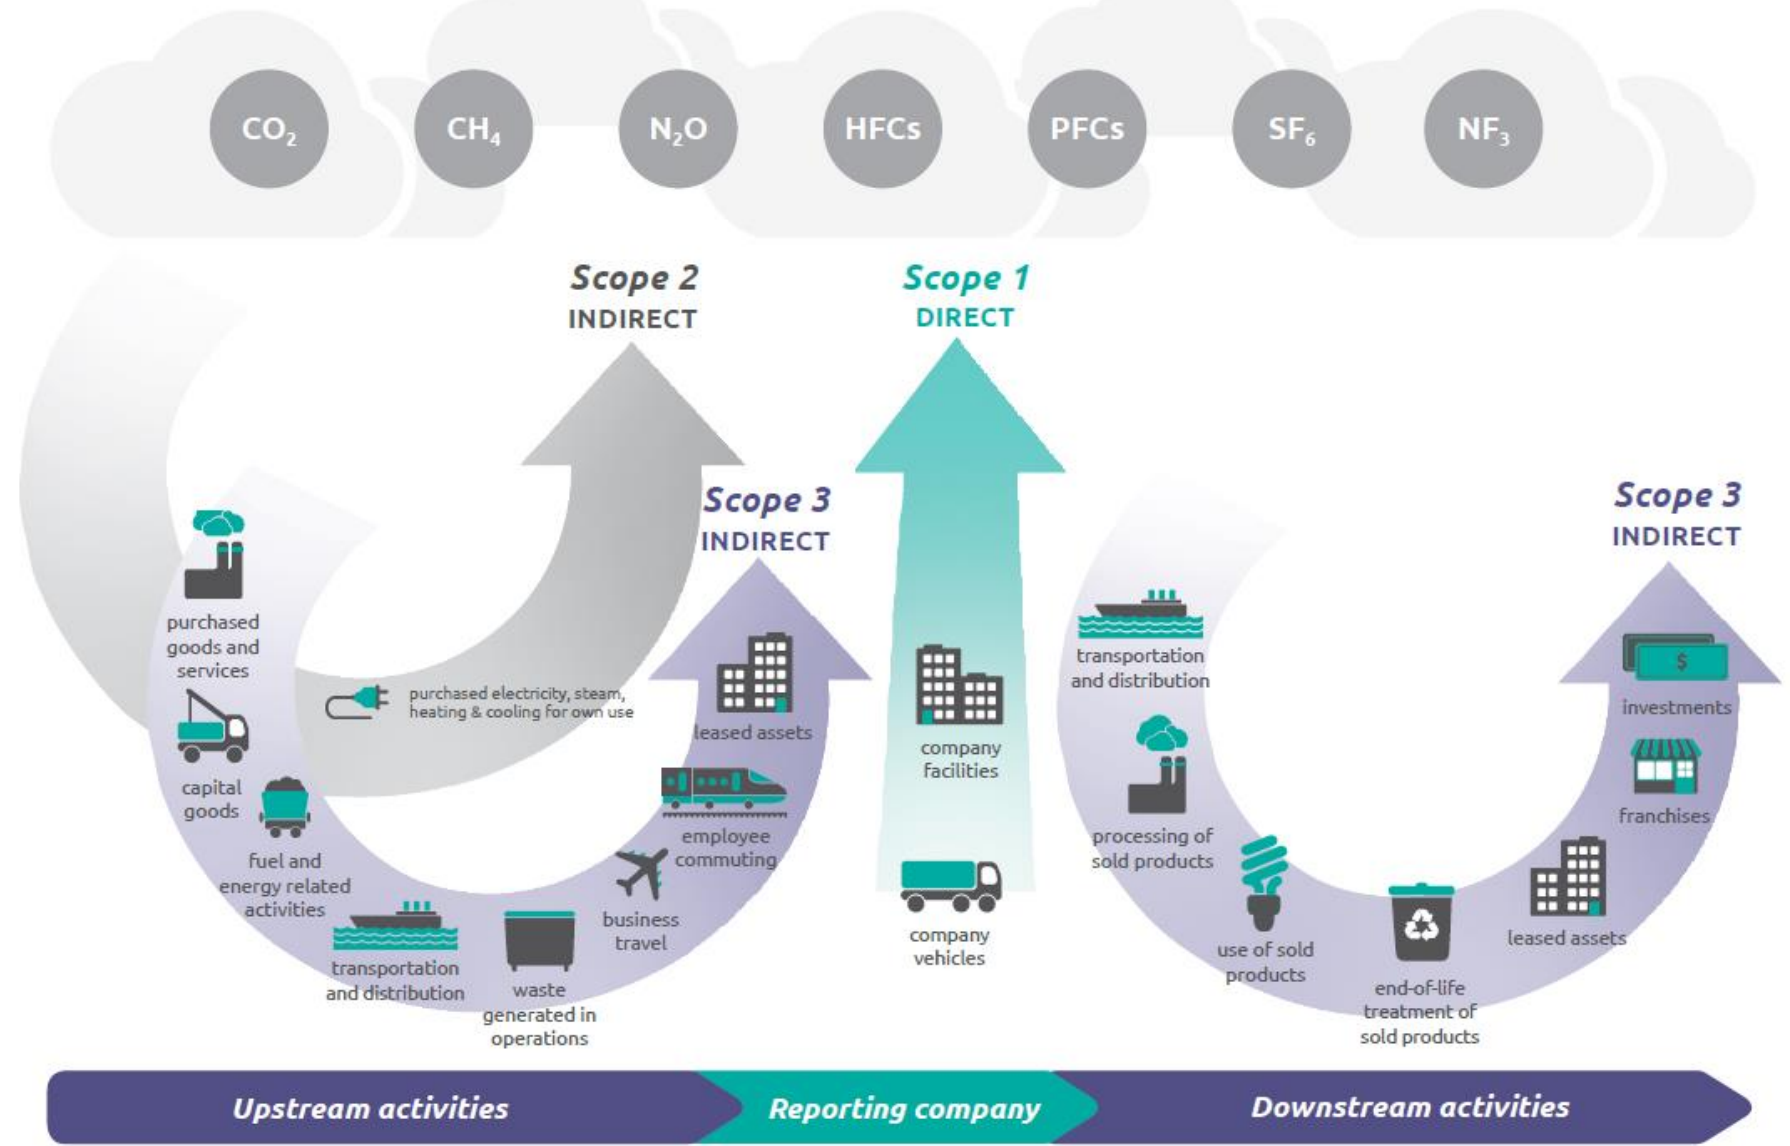 CO₂
CH₄
N₂O
HFCs
PFCs
SF₆
NF₃
Scope 2
INDIRECT
Scope 1
DIRECT
Scope 3
INDIRECT
Scope 3
INDIRECT
purchased
goods and
services
capital
goods
fuel and
energy related
activities
transportation
and distribution
waste
generated in
operations
business
travel
employee
commuting
leased assets
purchased electricity, steam,
heating & cooling for own use
company
facilities
company
vehicles
transportation
and distribution
processing of
sold products
use of sold
products
end-of-life
treatment of
sold products
leased assets
franchises
$
investments
Upstream activities
Reporting company
Downstream activities